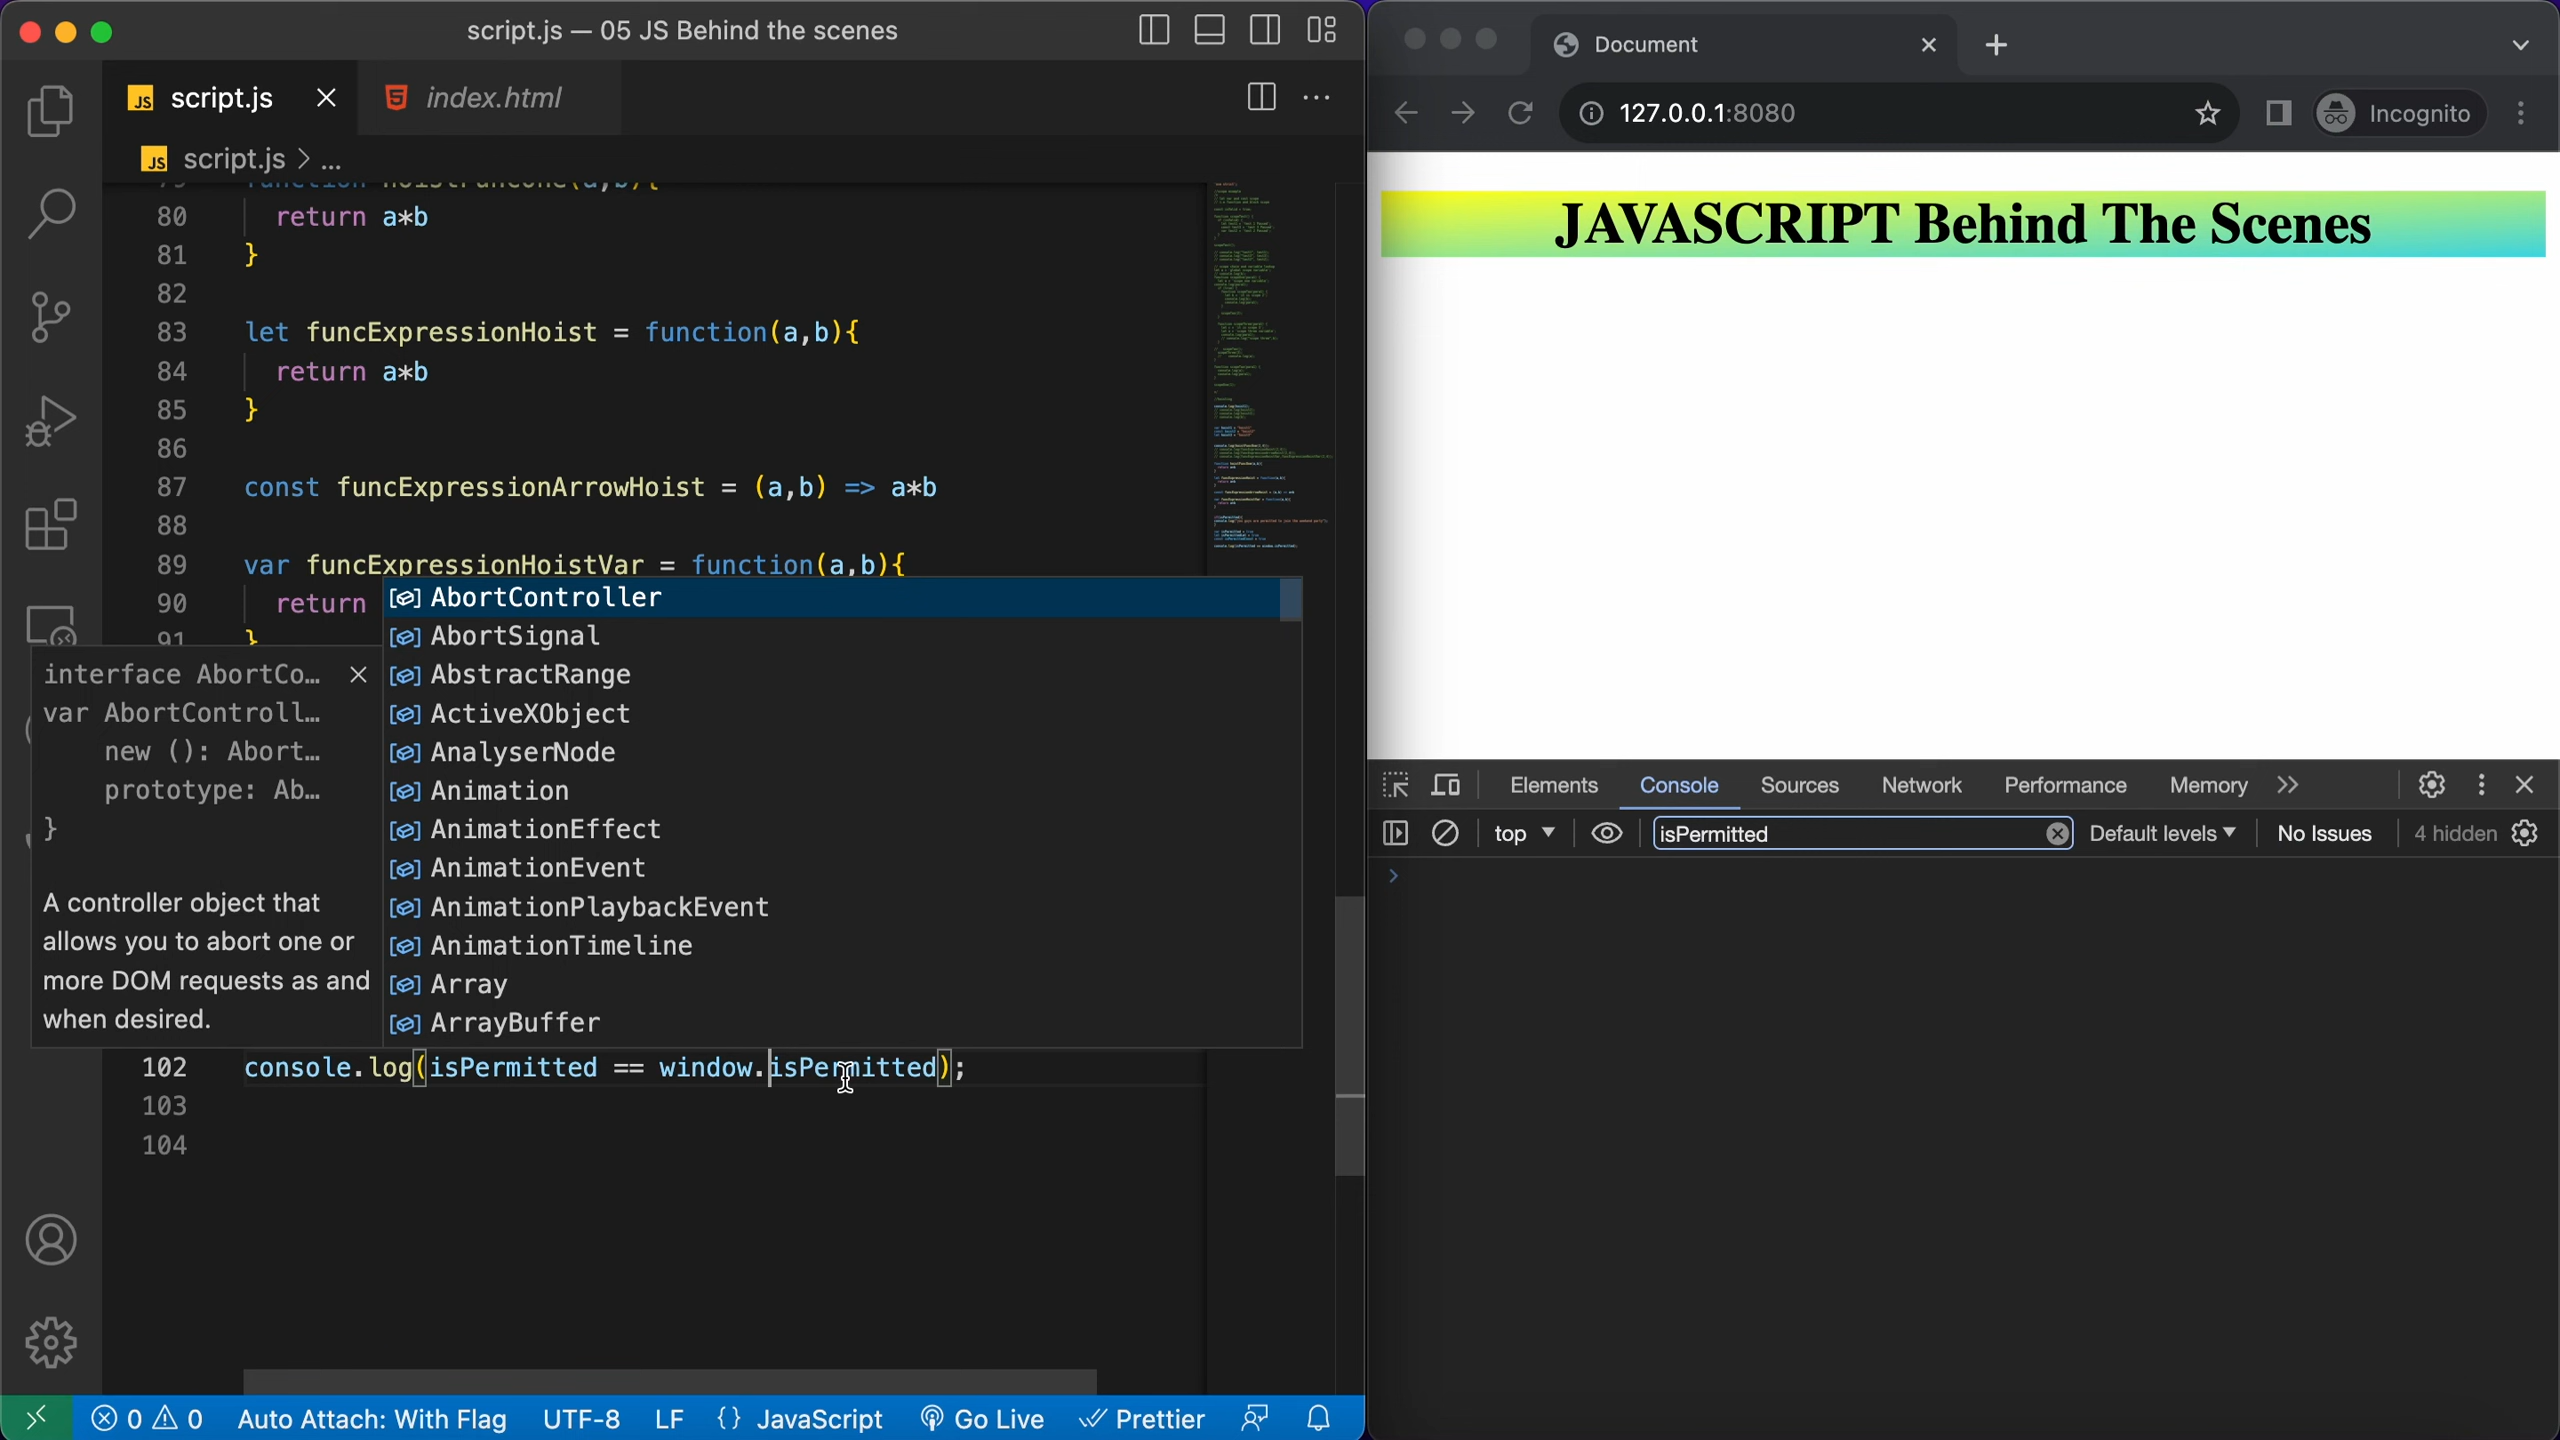 script.js — 05 JS Behind the scenes
JS script.js
index.html
JS script.js > ...
80 return a*b
81 }
82
83 let funcExpressionHoist = function(a,b){
84 return a*b
85 }
86
87 const funcExpressionArrowHoist = (a,b) => a*b
88
89 var funcExpressionHoistVar = function(a,b){
90 return
91 }
AbortController
AbortSignal
AbstractRange
ActiveXObject
AnalyserNode
Animation
AnimationEffect
AnimationEvent
AnimationPlaybackEvent
AnimationTimeline
Array
ArrayBuffer
interface AbortCo…
var AbortControll…
new (): Abort…
prototype: Ab…
}
A controller object that
allows you to abort one or
more DOM requests as and
when desired.
102 console.log(isPermitted == window.isPermitted);
103
104
0 0 Auto Attach: With Flag UTF-8 LF {} JavaScript Go Live Prettier
Document
127.0.0.1:8080
Incognito
JAVASCRIPT Behind The Scenes
Elements Console Sources Network Performance Memory
top isPermitted Default levels No Issues 4 hidden